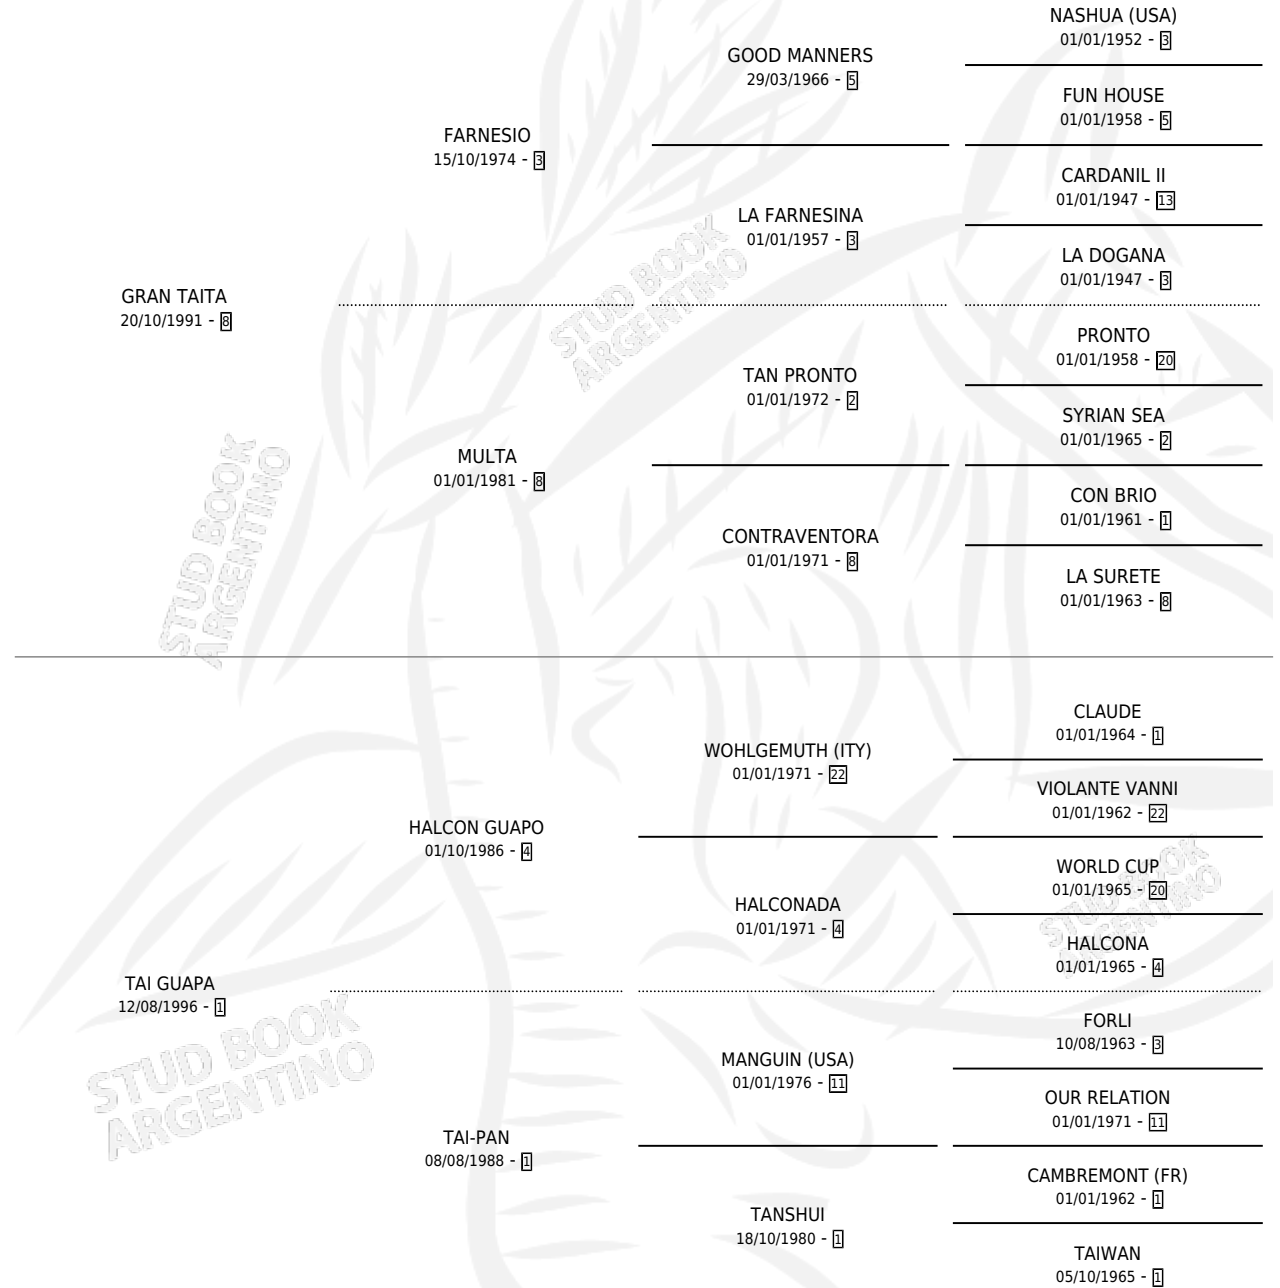 NASHUA (USA)
01/01/1952 - 3
GOOD MANNERS
29/03/1966 - 5
FUN HOUSE
01/01/1958 - 5
FARNESIO
15/10/1974 - 3
CARDANIL II
01/01/1947 - 13
LA FARNESINA
01/01/1957 - 3
LA DOGANA
01/01/1947 - 3
GRAN TAITA
20/10/1991 - 8
PRONTO
01/01/1958 - 20
TAN PRONTO
01/01/1972 - 2
SYRIAN SEA
01/01/1965 - 2
MULTA
01/01/1981 - 8
CON BRIO
01/01/1961 - 1
CONTRAVENTORA
01/01/1971 - 8
LA SURETE
01/01/1963 - 8
CLAUDE
01/01/1964 - 1
WOHLGEMUTH (ITY)
01/01/1971 - 22
VIOLANTE VANNI
01/01/1962 - 22
HALCON GUAPO
01/10/1986 - 4
WORLD CUP
01/01/1965 - 20
HALCONADA
01/01/1971 - 4
HALCONA
01/01/1965 - 4
TAI GUAPA
12/08/1996 - 1
FORLI
10/08/1963 - 3
MANGUIN (USA)
01/01/1976 - 11
OUR RELATION
01/01/1971 - 11
TAI-PAN
08/08/1988 - 1
CAMBREMONT (FR)
01/01/1962 - 1
TANSHUI
18/10/1980 - 1
TAIWAN
05/10/1965 - 1
STUD BOOK
ARGENTINO
STUD BOOK
ARGENTINO
STUD BOOK
ARGENTINO
STUD BOOK
ARGENTINO